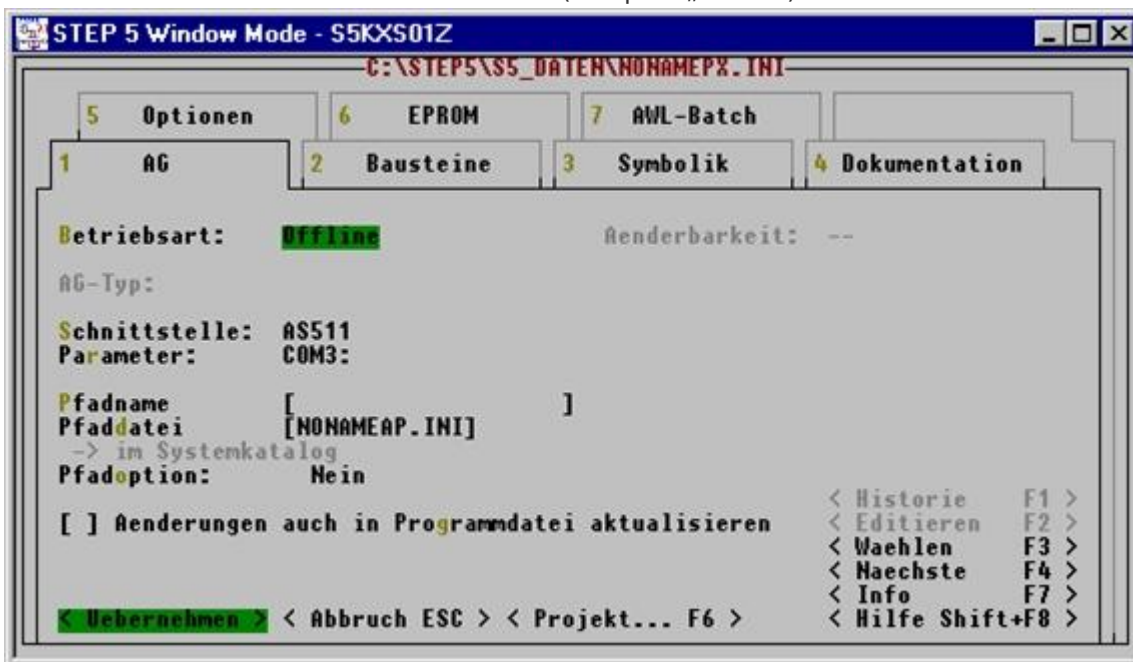 STEP 5 Window Mode - S5KXS01Z
C:\STEP5\S5_DATEN\NONAMEPX.INI
5 Optionen 6 EPROM 7 AWL-Batch
1 AG 2 Bausteine 3 Symbolik 4 Dokumentation
Betriebsart: Offline Aenderbarkeit: --
AG-Typ:
Schnittstelle: AS511
Parameter: COM3:
Pfadname [ ]
Pfaddatei [NONAMEAP.INI]
-> im Systemkatalog
Pfadoption: Nein
< Historie F1 >
[ ] Aenderungen auch in Programmdatei aktualisieren < Editieren F2 >
< Waehlen F3 >
< Naechste F4 >
< Info F7 >
< Uebernehmen > < Abbruch ESC > < Projekt... F6 > < Hilfe Shift+F8 >